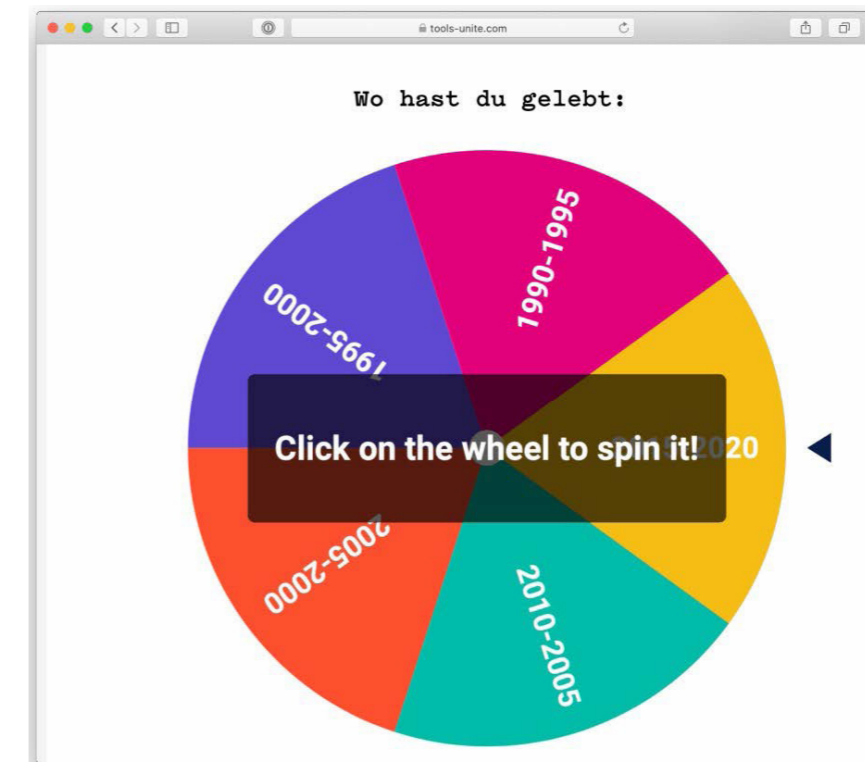 tools-unite.com
Wo hast du gelebt:
1990-1995
1995-2000
Click on the wheel to spin it!
2005-2000
2010-2005